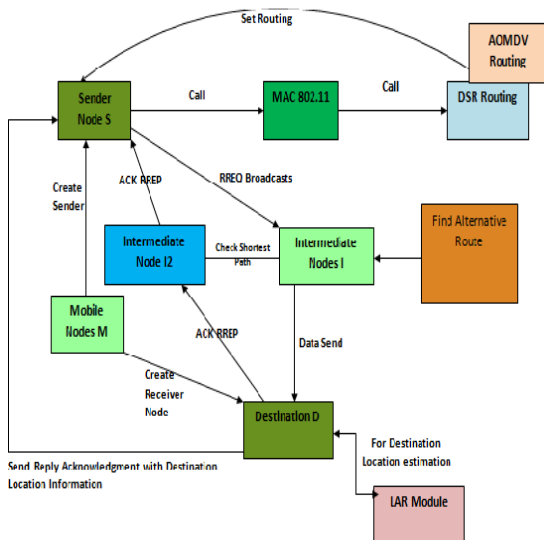 Set Routing
AOMDV
Routing
Sender
Node S
Call
MAC 802.11
Call
DSR Routing
Create
Sender
ACK RREP
RREQ Broadcasts
Intermediate
Node I2
Check Shortest
Path
Intermediate
Nodes I
Find Alternative
Route
Mobile
Nodes M
ACK RREP
Data Send
Create
Receiver
Node
Destination D
For Destination
Location estimation
Send Reply Acknowledgment with Destination
Location Information
LAR Module